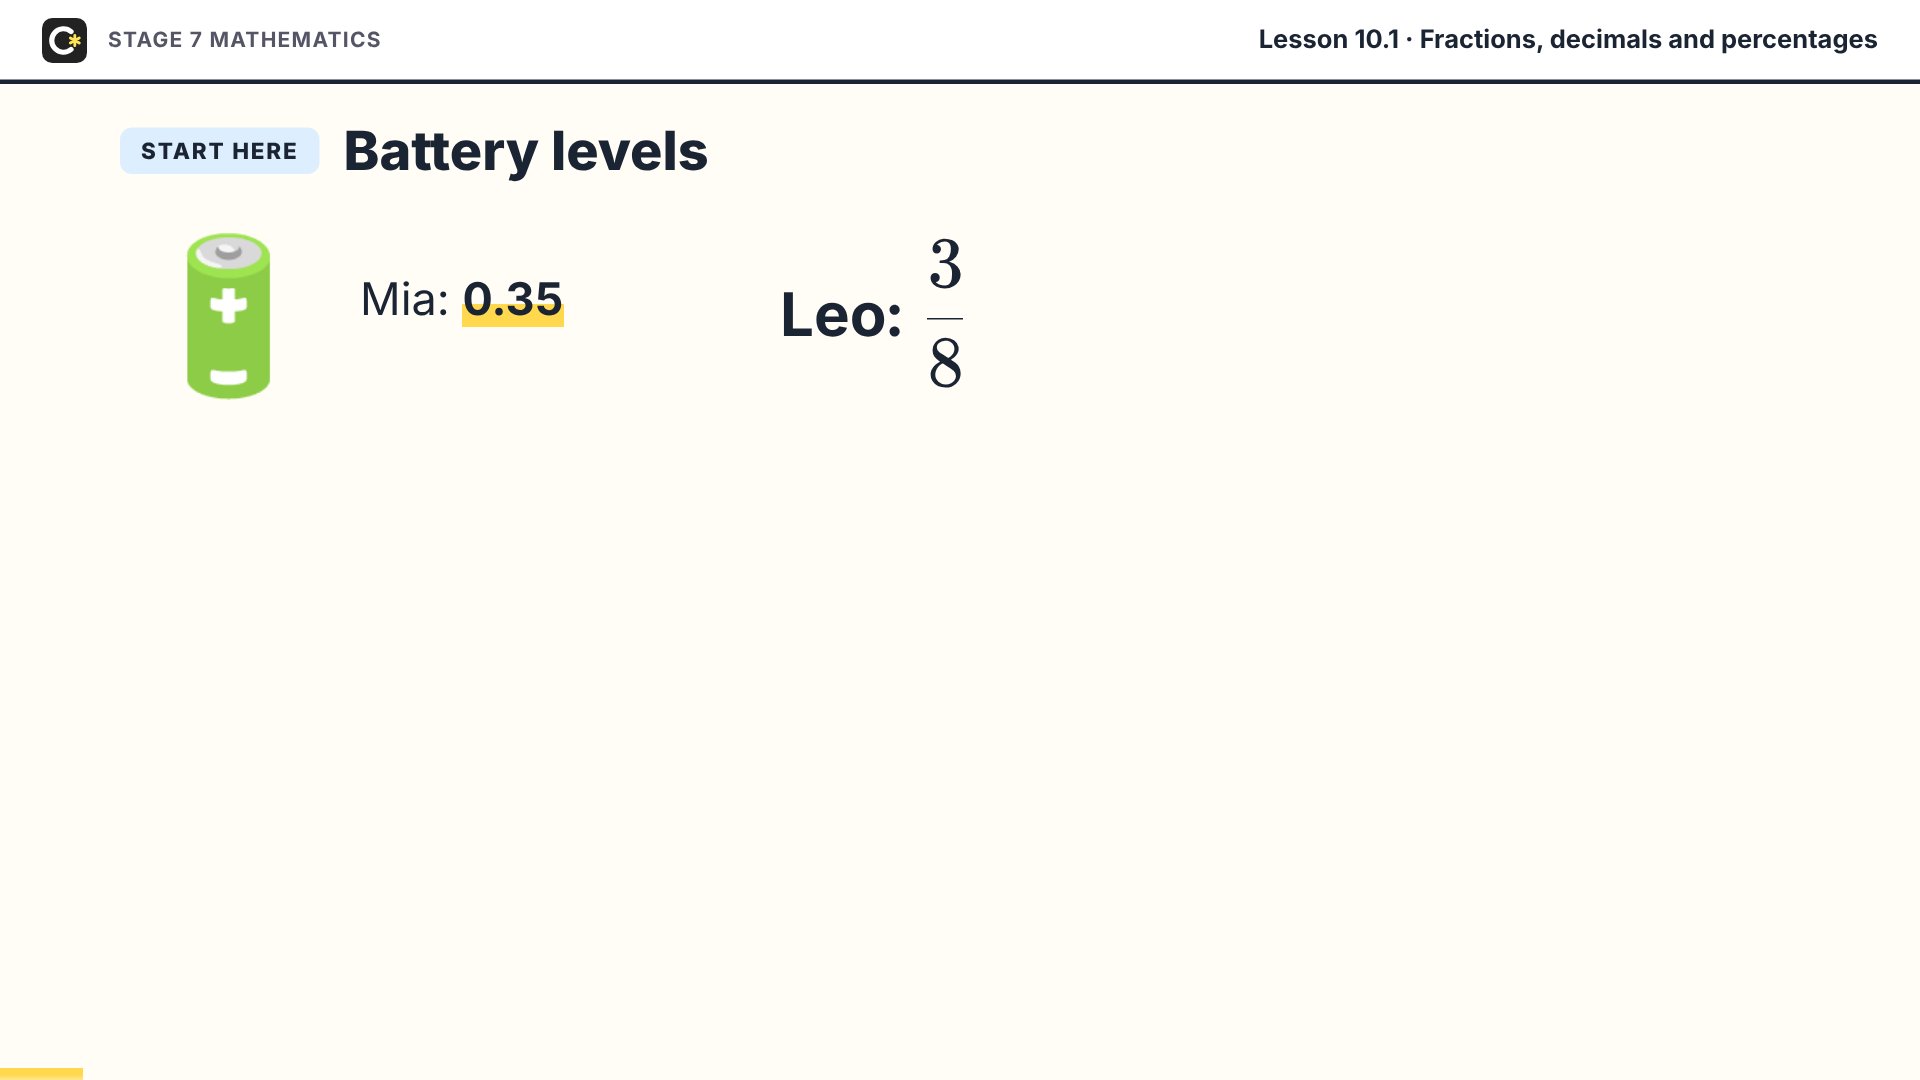 STAGE 7 MATHEMATICS
Lesson 10.1 · Fractions, decimals and percentages
START HERE
Battery levels
Mia: 0.35
Leo: 3/8